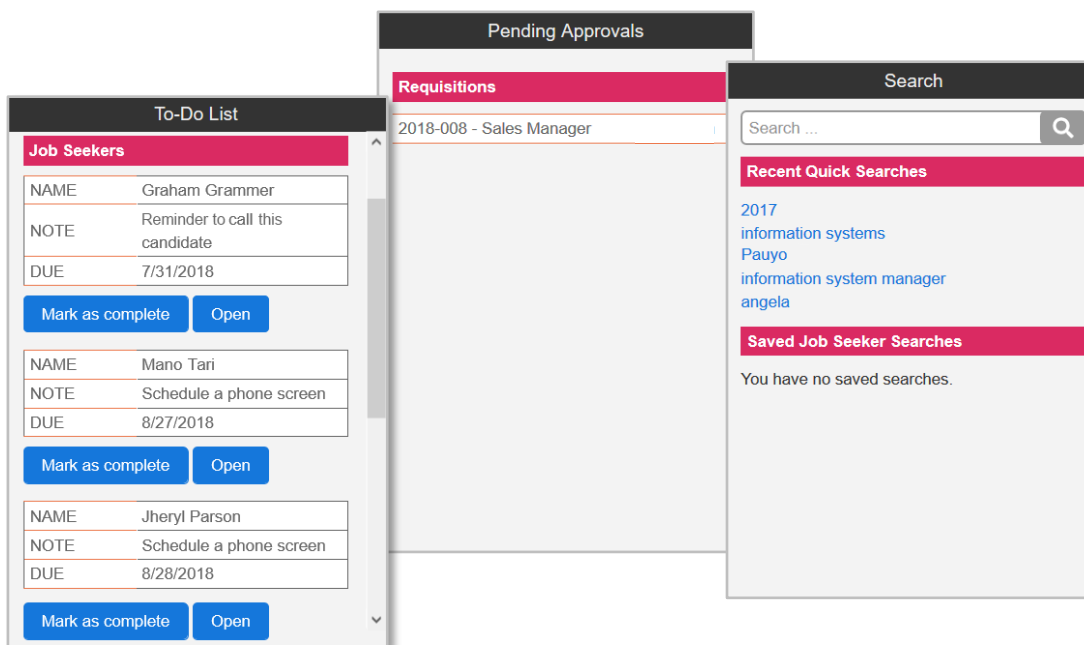 Pending Approvals
Requisitions
2018-008 - Sales Manager
To-Do List
Job Seekers
NAME Graham Grammer
NOTE Reminder to call this
candidate
DUE 7/31/2018
Mark as complete Open
NAME Mano Tari
NOTE Schedule a phone screen
DUE 8/27/2018
Mark as complete Open
NAME Jheryl Parson
NOTE Schedule a phone screen
DUE 8/28/2018
Mark as complete Open
Search
Search ...
Recent Quick Searches
2017
information systems
Pauyo
information system manager
angela
Saved Job Seeker Searches
You have no saved searches.